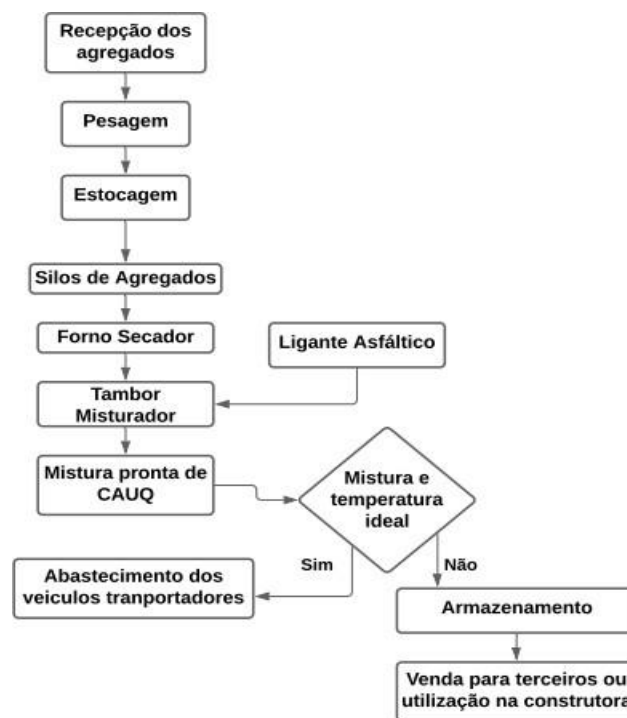 Recepção dos
agregados
Pesagem
Estocagem
Silos de Agregados
Forno Secador
Ligante Asfáltico
Tambor
Misturador
Mistura pronta de
CAUQ
Mistura e
temperatura
ideal
Sim
Não
Abastecimento dos
veiculos tranportadores
Armazenamento
Venda para terceiros ou
utilização na construtora